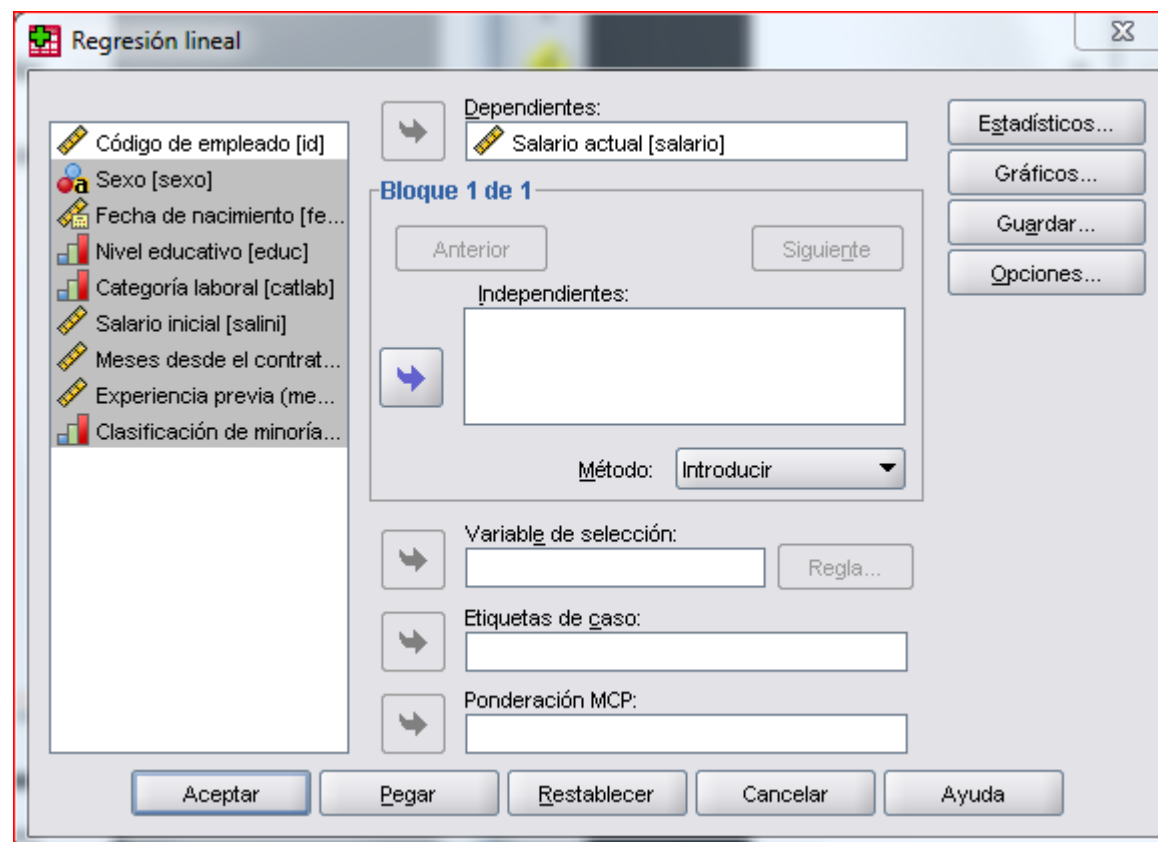 Regresión lineal
Código de empleado [id]
Sexo [sexo]
Fecha de nacimiento [fe...
Nivel educativo [educ]
Categoría laboral [catlab]
Salario inicial [salini]
Meses desde el contrat...
Experiencia previa (me...
Clasificación de minoría...
Dependientes:
Salario actual [salario]
Bloque 1 de 1
Anterior
Siguiente
Independientes:
Método:
Introducir
Variable de selección:
Regla...
Etiquetas de caso:
Ponderación MCP:
Estadísticos...
Gráficos...
Guardar...
Opciones...
Aceptar
Pegar
Restablecer
Cancelar
Ayuda